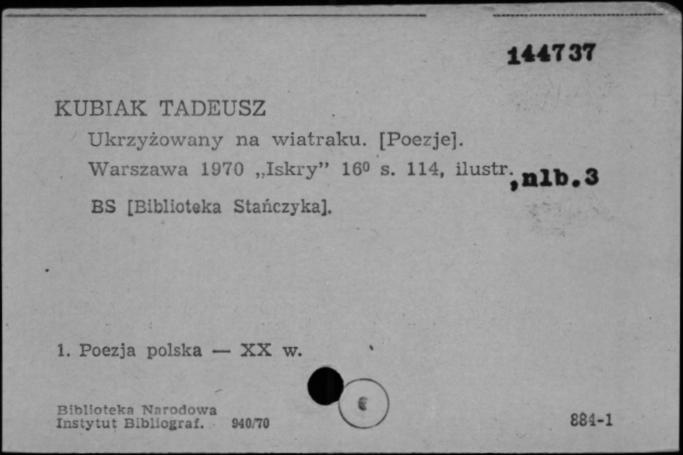 144737
KUBIAK TADEUSZ
Ukrzyżowany na wiatraku. [Poezje].
Warszawa 1970 „Iskry” 16⁰ s. 114, ilustr.,nlb.3
BS [Biblioteka Stańczyka].
1. Poezja polska — XX w.
Biblioteka Narodowa
Instytut Bibliograf. 940/70
884-1